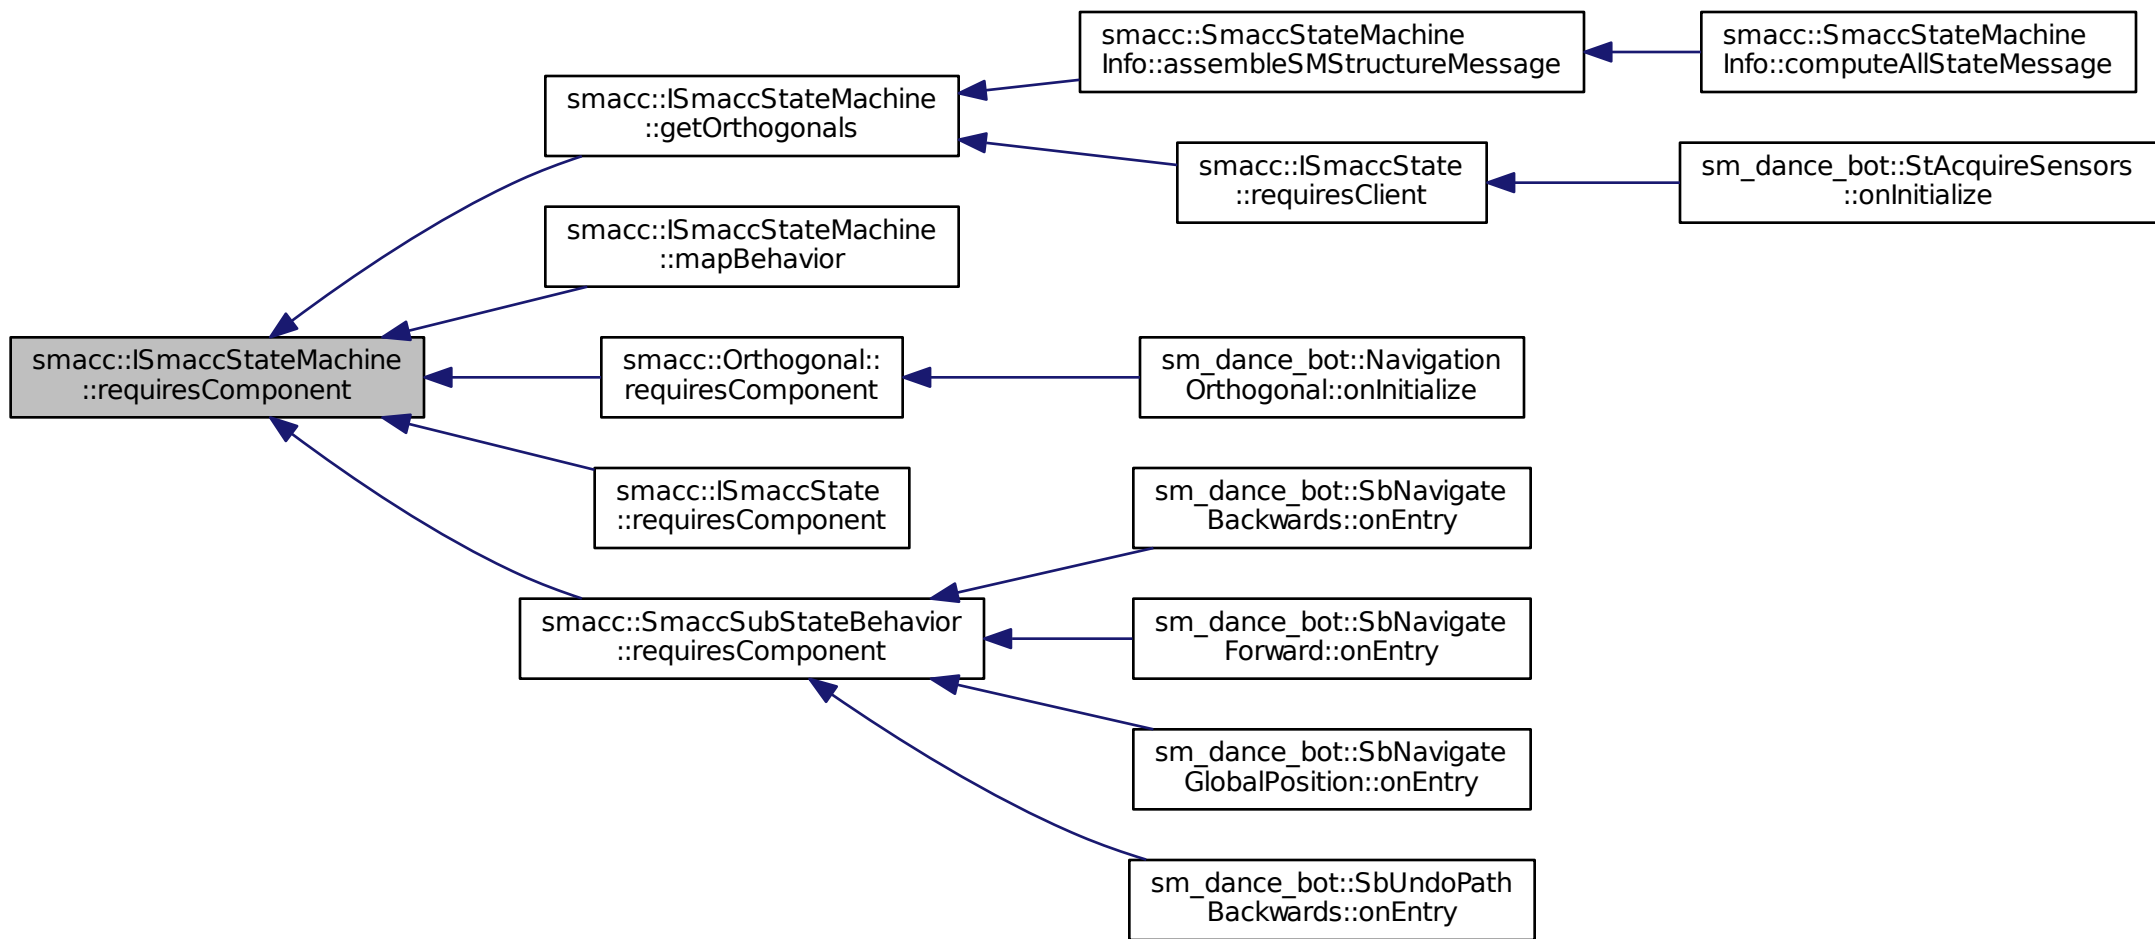 smacc::SmaccStateMachine
Info::assembleSMStructureMessage
smacc::SmaccStateMachine
Info::computeAllStateMessage
smacc::ISmaccStateMachine
::getOrthogonals
smacc::ISmaccState
::requiresClient
sm_dance_bot::StAcquireSensors
::onInitialize
smacc::ISmaccStateMachine
::mapBehavior
smacc::ISmaccStateMachine
::requiresComponent
smacc::Orthogonal::
requiresComponent
sm_dance_bot::Navigation
Orthogonal::onInitialize
smacc::ISmaccState
::requiresComponent
sm_dance_bot::SbNavigate
Backwards::onEntry
smacc::SmaccSubStateBehavior
::requiresComponent
sm_dance_bot::SbNavigate
Forward::onEntry
sm_dance_bot::SbNavigate
GlobalPosition::onEntry
sm_dance_bot::SbUndoPath
Backwards::onEntry